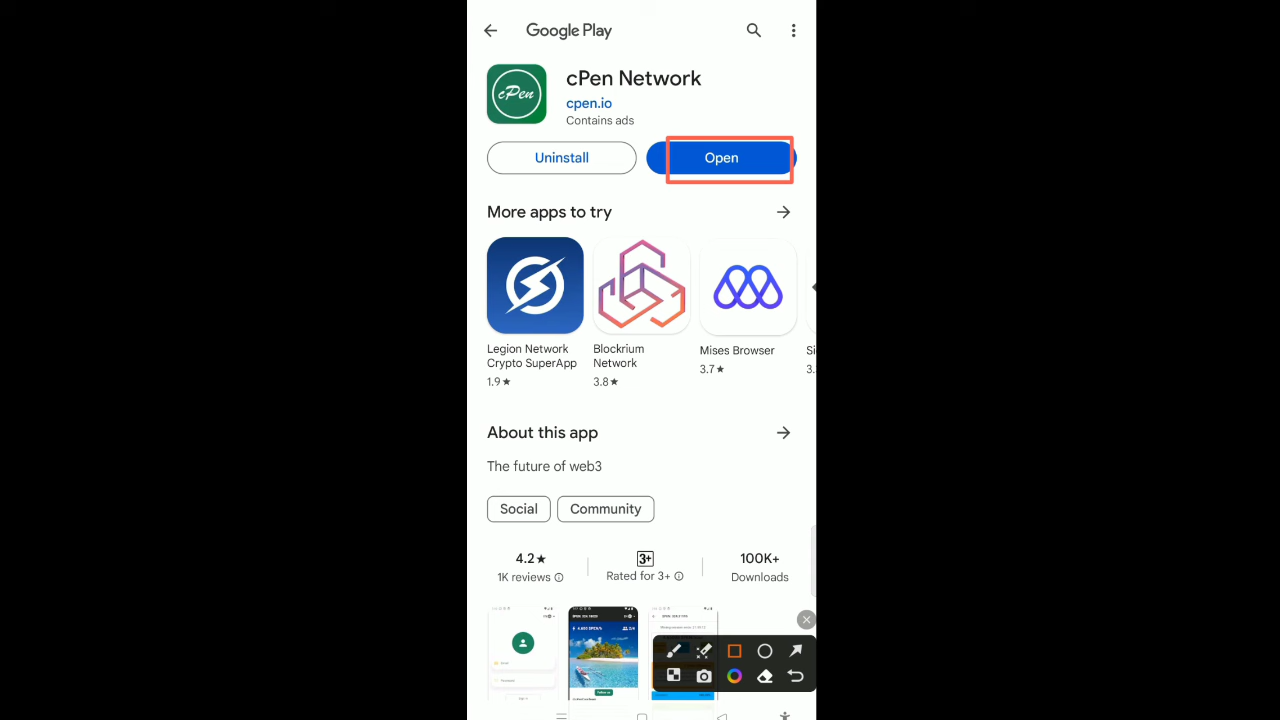 Google Play
cPen
cPen Network
cpen.io
Contains ads
Uninstall
Open
More apps to try
Legion Network
Crypto SuperApp
1.9★
Blockrium
Network
3.8★
Mises Browser
3.7★
Si
3.
About this app
The future of web3
Social
Community
4.2★
1K reviews
3+
Rated for 3+
100K+
Downloads